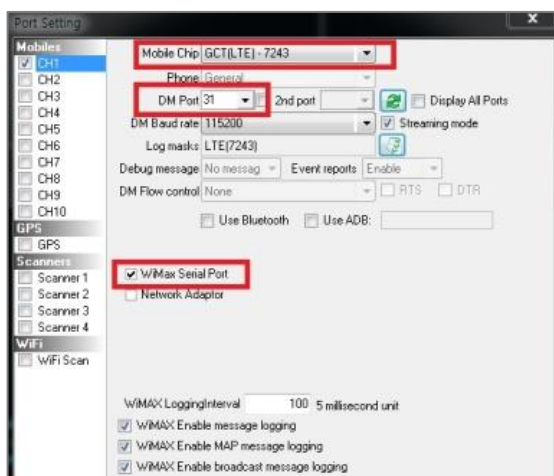 Port Setting
Mobiles
CH1
CH2
CH3
CH4
CH5
CH6
CH7
CH8
CH9
CH10
GPS
GPS
Scanners
Scanner 1
Scanner 2
Scanner 3
Scanner 4
WiFi
WiFi Scan
Mobile Chip GCT(LTE) - 7243
Phone General
DM Port 31 2nd port Display All Ports
DM Baud rate 115200 Streaming mode
Log masks LTE(7243)
Debug message No messag Event reports Enable
DM Flow control None RTS DTR
Use Bluetooth Use ADB:
WiMax Serial Port
Network Adaptor
WiMAX LoggingInterval 100 5 millisecond unit
WiMAX Enable message logging
WiMAX Enable MAP message logging
WiMAX Enable broadcast message logging